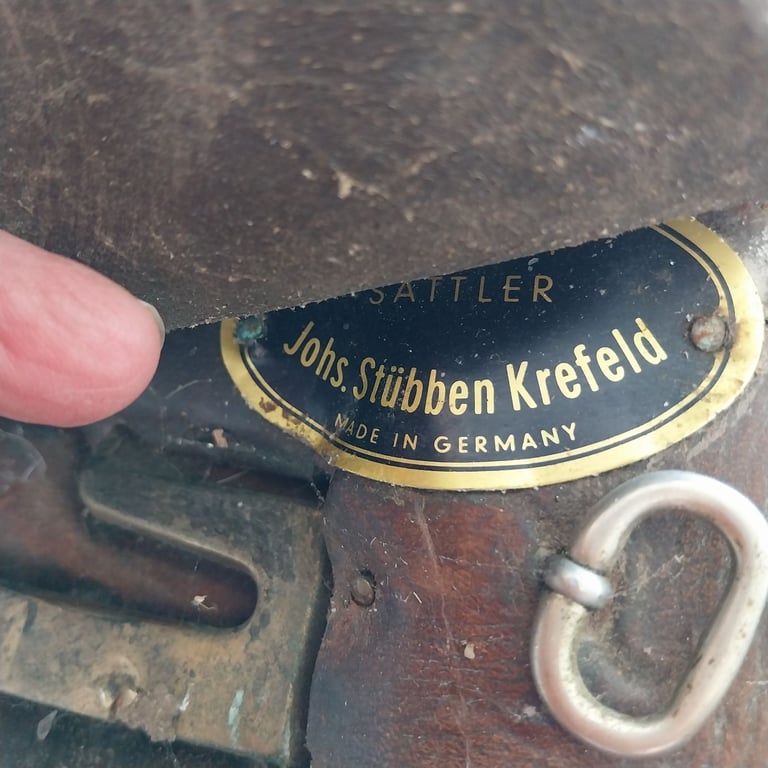 SATTLER
Johs. Stübben Krefeld
MADE IN GERMANY